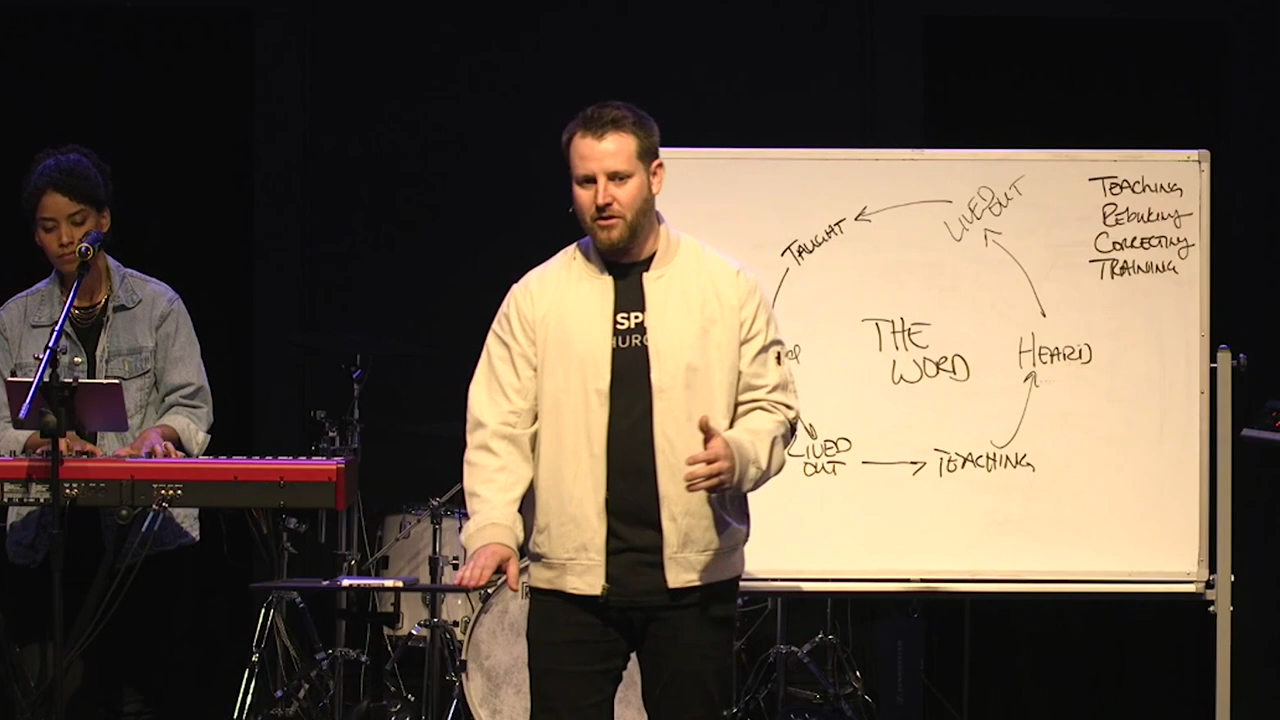 TEACHING
REBUKING
CORRECTING
TRAINING
LIVED
OUT
TAUGHT
THE
WORD
HEARD
LIVED
OUT
TEACHING